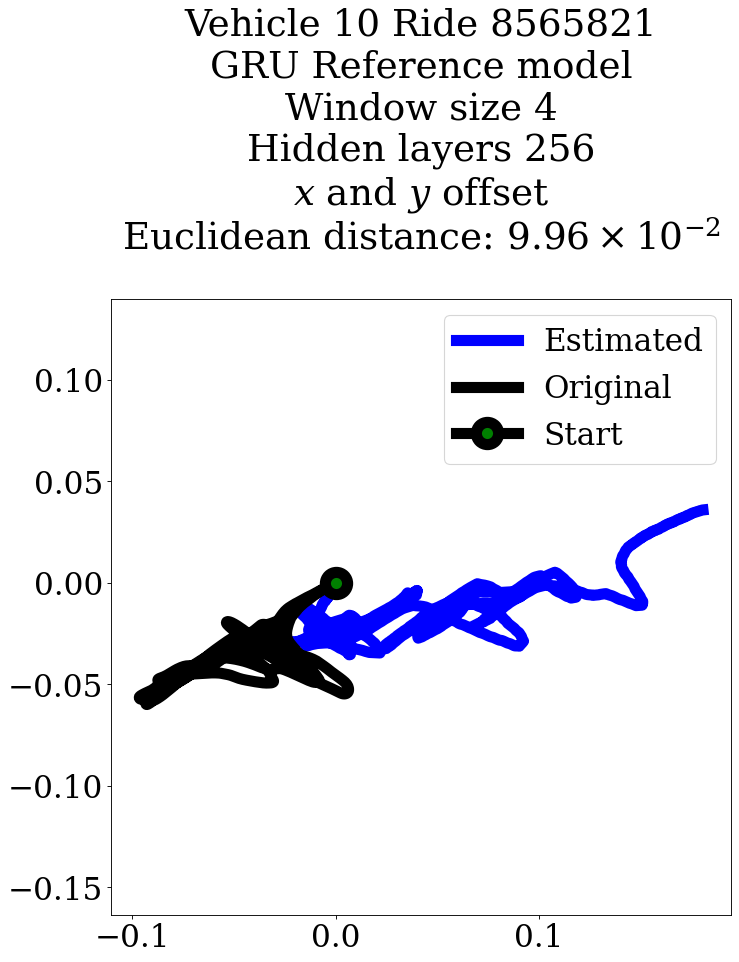 Vehicle 10 Ride 8565821
GRU Reference model
Window size 4
Hidden layers 256
x and y offset
Euclidean distance: 9.96 × 10⁻²
Estimated
Original
Start
0.10
0.05
0.00
−0.05
−0.10
−0.15
−0.1
0.0
0.1